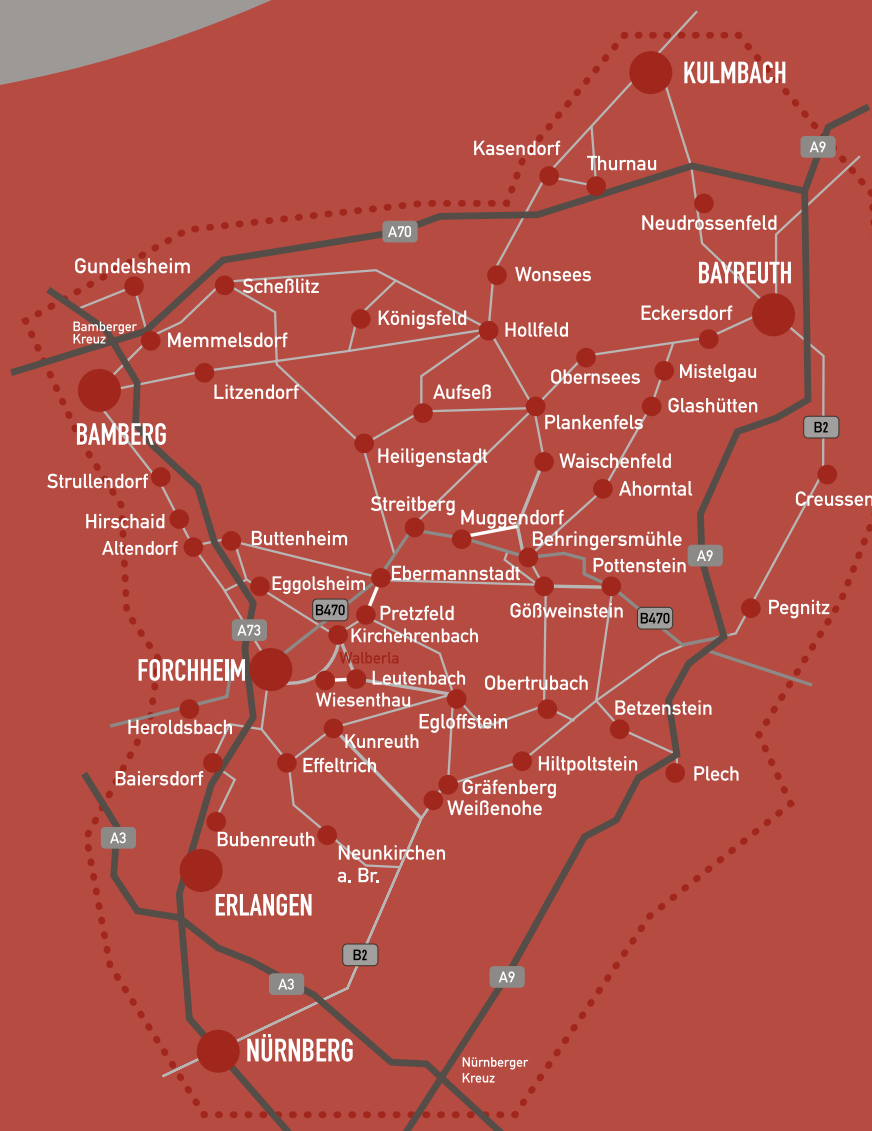 KULMBACH
A9
Kasendorf
Thurnau
Neudrossenfeld
A70
Gundelsheim
BAYREUTH
Wonsees
Scheßlitz
Eckersdorf
Königsfeld
Bamberger
Kreuz
Hollfeld
Memmelsdorf
Mistelgau
Obernsees
Litzendorf
Aufseß
Glashütten
Plankenfels
B2
BAMBERG
Heiligenstadt
Waischenfeld
Strullendorf
Ahorntal
Creussen
Streitberg
Muggendorf
Hirschaid
Buttenheim
Behringersmühle
Altendorf
A9
Pottenstein
Ebermannstadt
Eggolsheim
B470
Gößweinstein
Pegnitz
Pretzfeld
B470
A73
Kirchehrenbach
Walberla
FORCHHEIM
Leutenbach
Obertrubach
Wiesenthau
Betzenstein
Egloffstein
Heroldsbach
Kunreuth
Effeltrich
Hiltpoltstein
Plech
Baiersdorf
Gräfenberg
Weißenohe
A3
Bubenreuth
Neunkirchen
a. Br.
ERLANGEN
B2
A9
A3
NÜRNBERG
Nürnberger
Kreuz